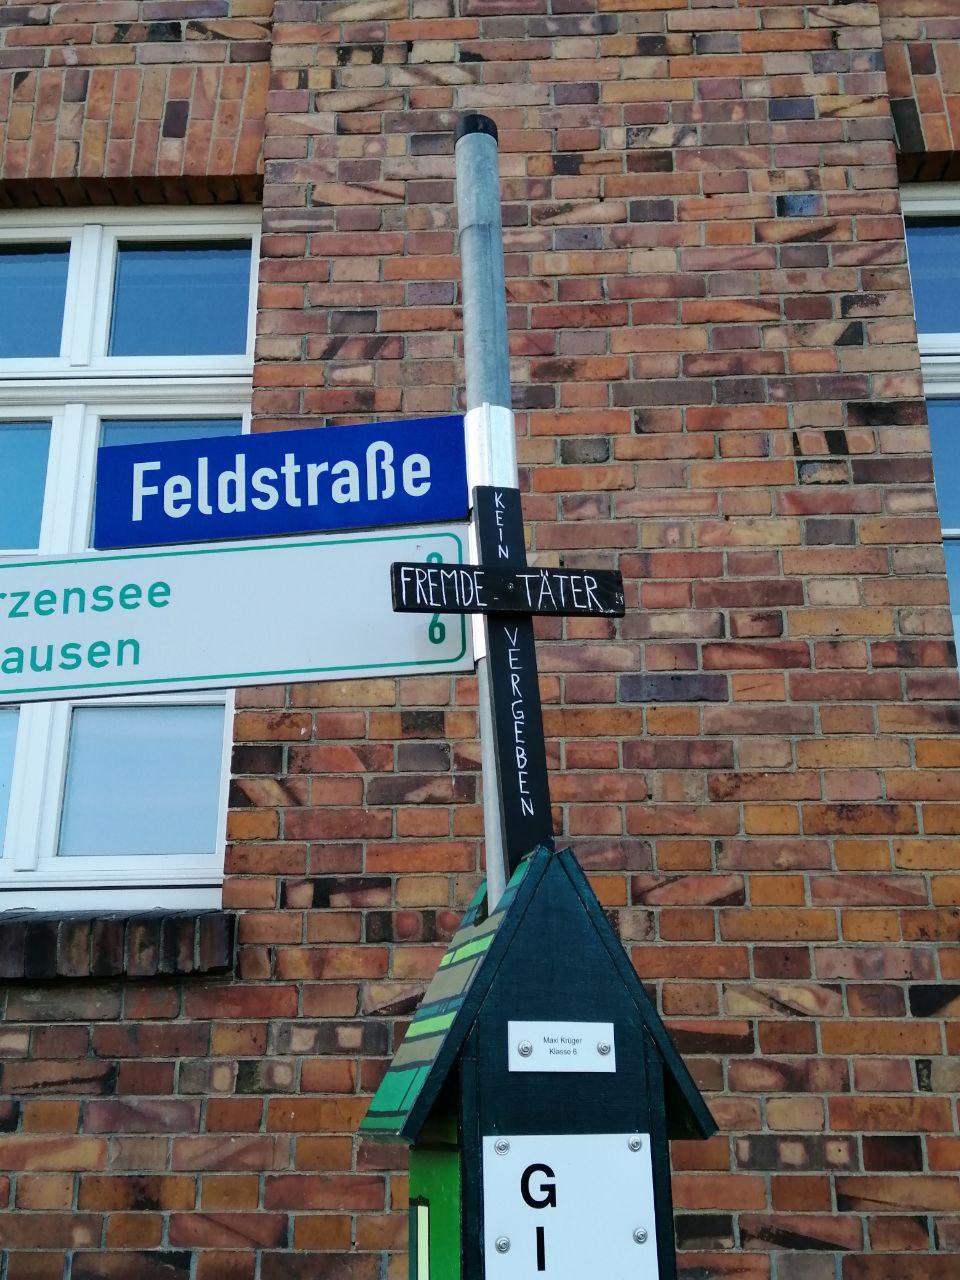 Feldstraße
rzensee
ausen 6
KEIN
FREMDE TÄTER
VERGEBEN
Maxi Krüger
Klasse 6
G
I